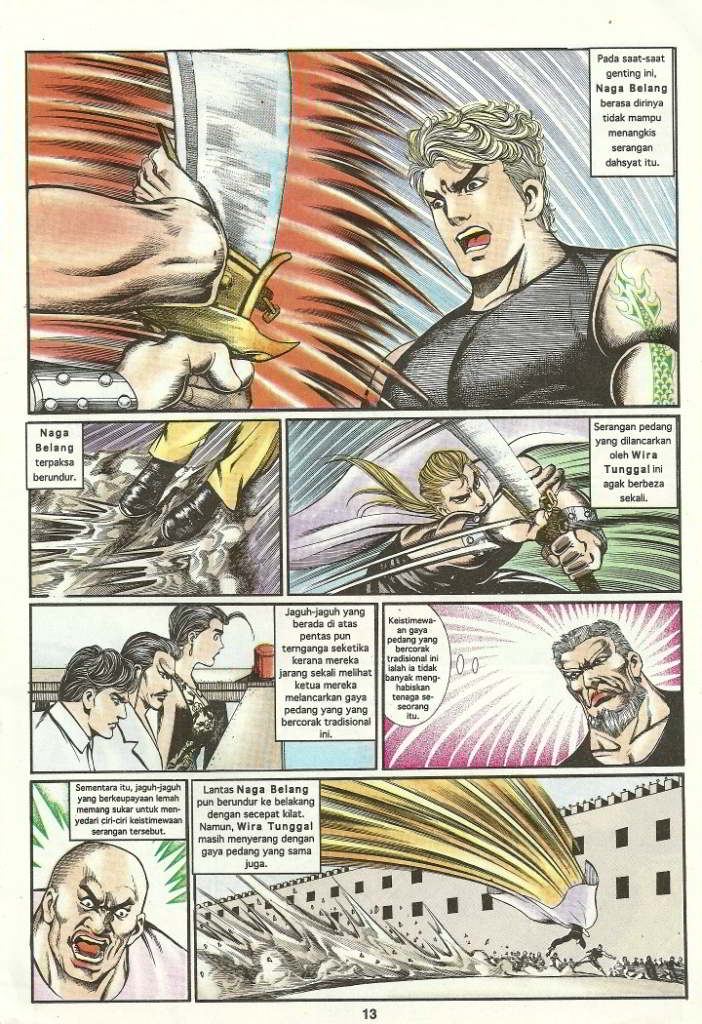 Pada saat-saat
genting ini,
Naga Belang
berasa dirinya
tidak mampu
menangkis
serangan
dahsyat itu.
Naga
Belang
terpaksa
berundur.
Serangan pedang
yang dilancarkan
oleh Wira
Tunggal ini
agak berbeza
sekali.
Jaguh-jaguh yang
berada di atas
pentas pun
ternganga seketika
kerana mereka
jarang sekali melihat
ketua mereka
melancarkan gaya
pedang yang yang
bercorak tradisional
ini.
Keistimewa-
an gaya
pedang yang
bercorak
tradisional ini
ialah ia tidak
banyak meng-
habiskan
tenaga se-
seorang
itu.
Sementara itu, jaguh-jaguh
yang berkeupayaan lemah
memang sukar untuk men-
yedari ciri-ciri keistimewaan
serangan tersebut.
Lantas Naga Belang
pun berundur ke belakang
dengan secepat kilat.
Namun, Wira Tunggal
masih menyerang dengan
gaya pedang yang sama
juga.
13